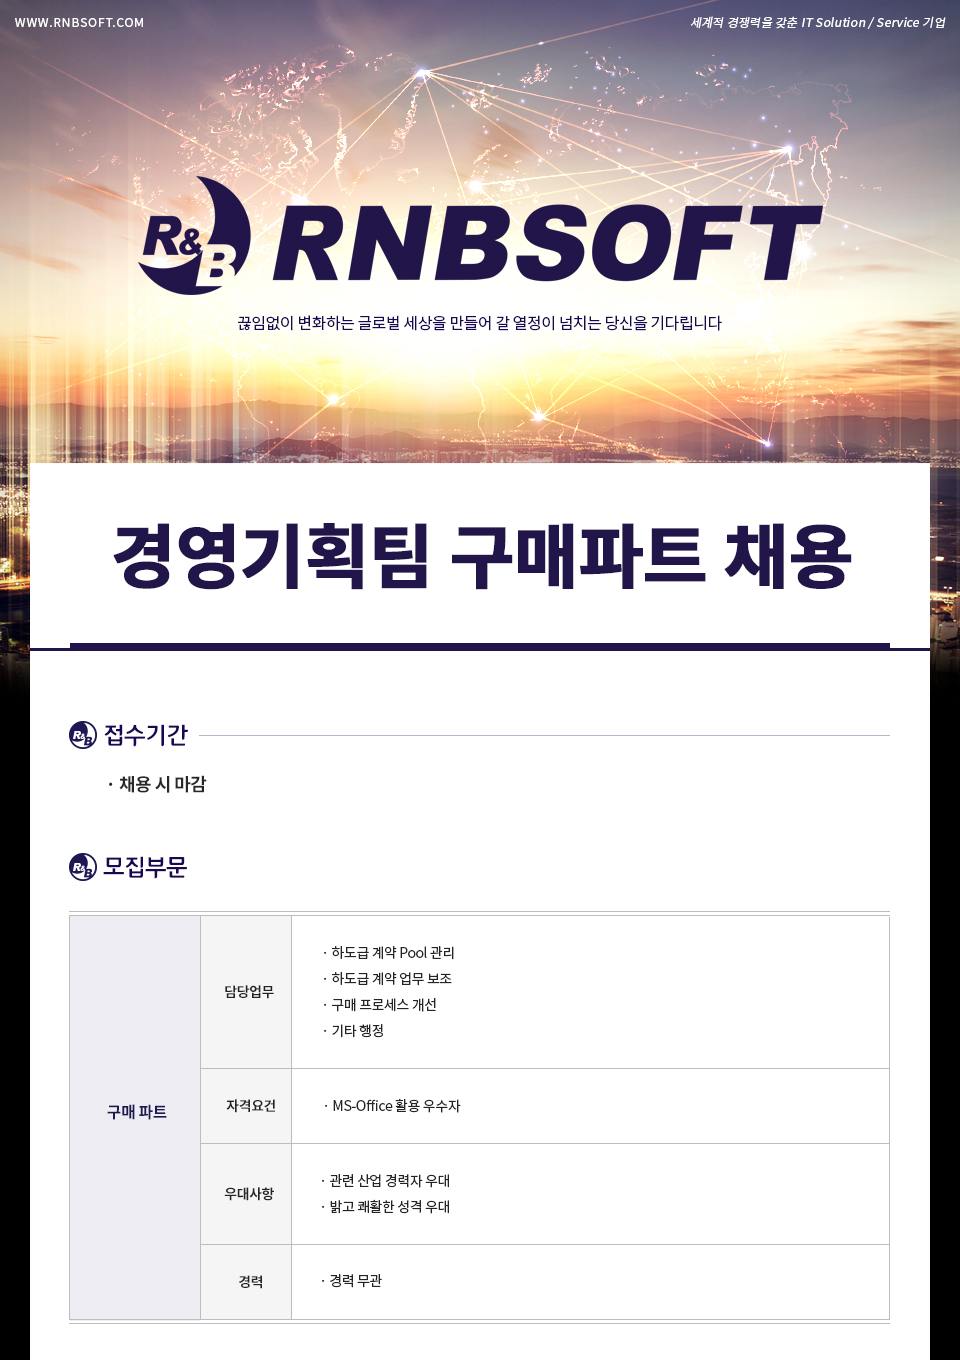 WWW.RNBSOFT.COM
세계적 경쟁력을 갖춘 IT Solution / Service 기업
R&B RNBSOFT
끊임없이 변화하는 글로벌 세상을 만들어 갈 열정이 넘치는 당신을 기다립니다
경영기획팀 구매파트 채용
R&B 접수기간
· 채용 시 마감
R&B 모집부문
구매 파트
담당업무
· 하도급 계약 Pool 관리
· 하도급 계약 업무 보조
· 구매 프로세스 개선
· 기타 행정
자격요건
· MS-Office 활용 우수자
우대사항
· 관련 산업 경력자 우대
· 밝고 쾌활한 성격 우대
경력
· 경력 무관